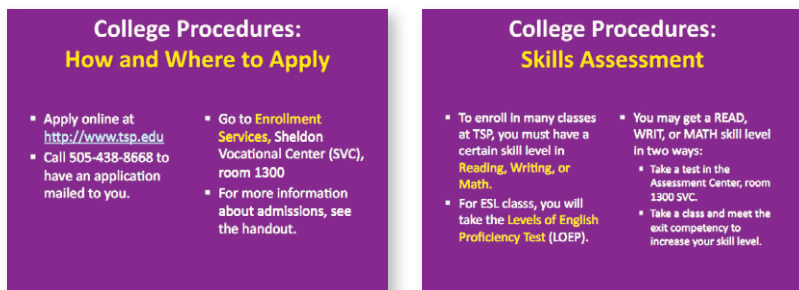 College Procedures:
How and Where to Apply
▪ Apply online at
http://www.tsp.edu
▪ Call 505-438-8668 to
have an application
mailed to you.
▪ Go to Enrollment
Services, Sheldon
Vocational Center (SVC),
room 1300
▪ For more information
about admissions, see
the handout.
College Procedures:
Skills Assessment
▪ To enroll in many classes
at TSP, you must have a
certain skill level in
Reading, Writing, or
Math.
▪ For ESL classs, you will
take the Levels of English
Proficiency Test (LOEP).
▪ You may get a READ,
WRIT, or MATH skill level
in two ways:
▪ Take a test in the
Assessment Center, room
1300 SVC.
▪ Take a class and meet the
exit competency to
increase your skill level.